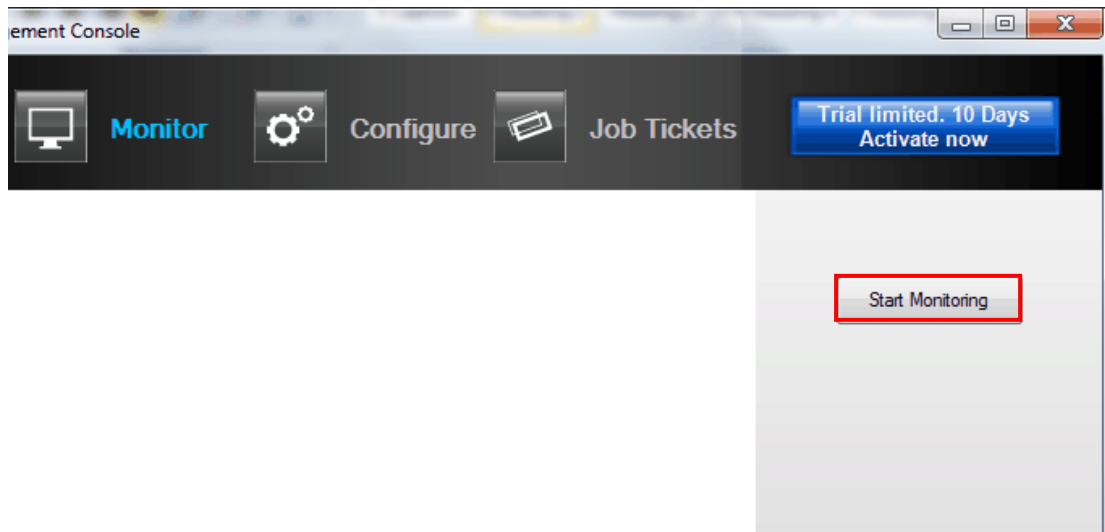 ement Console
Monitor Configure Job Tickets
Trial limited. 10 Days
Activate now
Start Monitoring